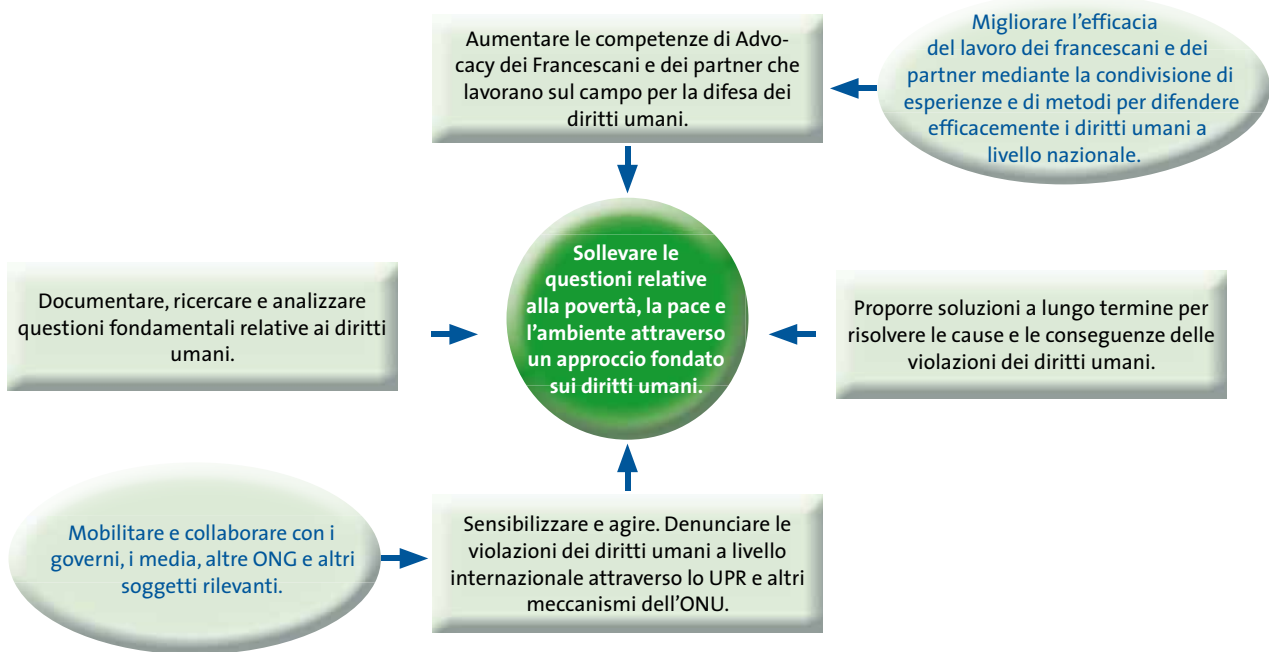 Aumentare le competenze di Advo-
cacy dei Francescani e dei partner che
lavorano sul campo per la difesa dei
diritti umani.
Migliorare l’efficacia
del lavoro dei francescani e dei
partner mediante la condivisione di
esperienze e di metodi per difendere
efficacemente i diritti umani a
livello nazionale.
Documentare, ricercare e analizzare
questioni fondamentali relative ai diritti
umani.
Sollevare le
questioni relative
alla povertà, la pace e
l’ambiente attraverso
un approccio fondato
sui diritti umani.
Proporre soluzioni a lungo termine per
risolvere le cause e le conseguenze delle
violazioni dei diritti umani.
Mobilitare e collaborare con i
governi, i media, altre ONG e altri
soggetti rilevanti.
Sensibilizzare e agire. Denunciare le
violazioni dei diritti umani a livello
internazionale attraverso lo UPR e altri
meccanismi dell’ONU.